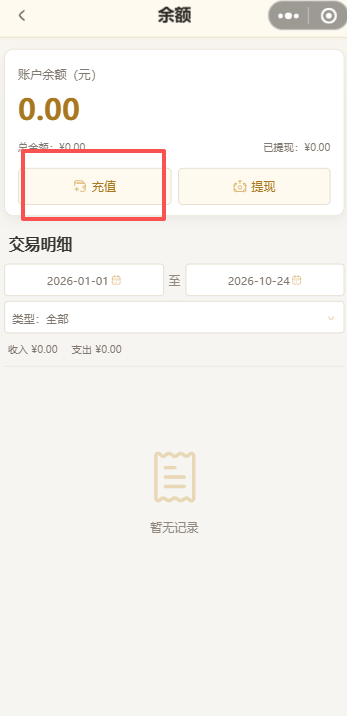 余额
账户余额（元）
0.00
总金额：¥0.00 已提现：¥0.00
充值 提现
交易明细
2026-01-01 至 2026-10-24
类型：全部
收入 ¥0.00 支出 ¥0.00
暂无记录